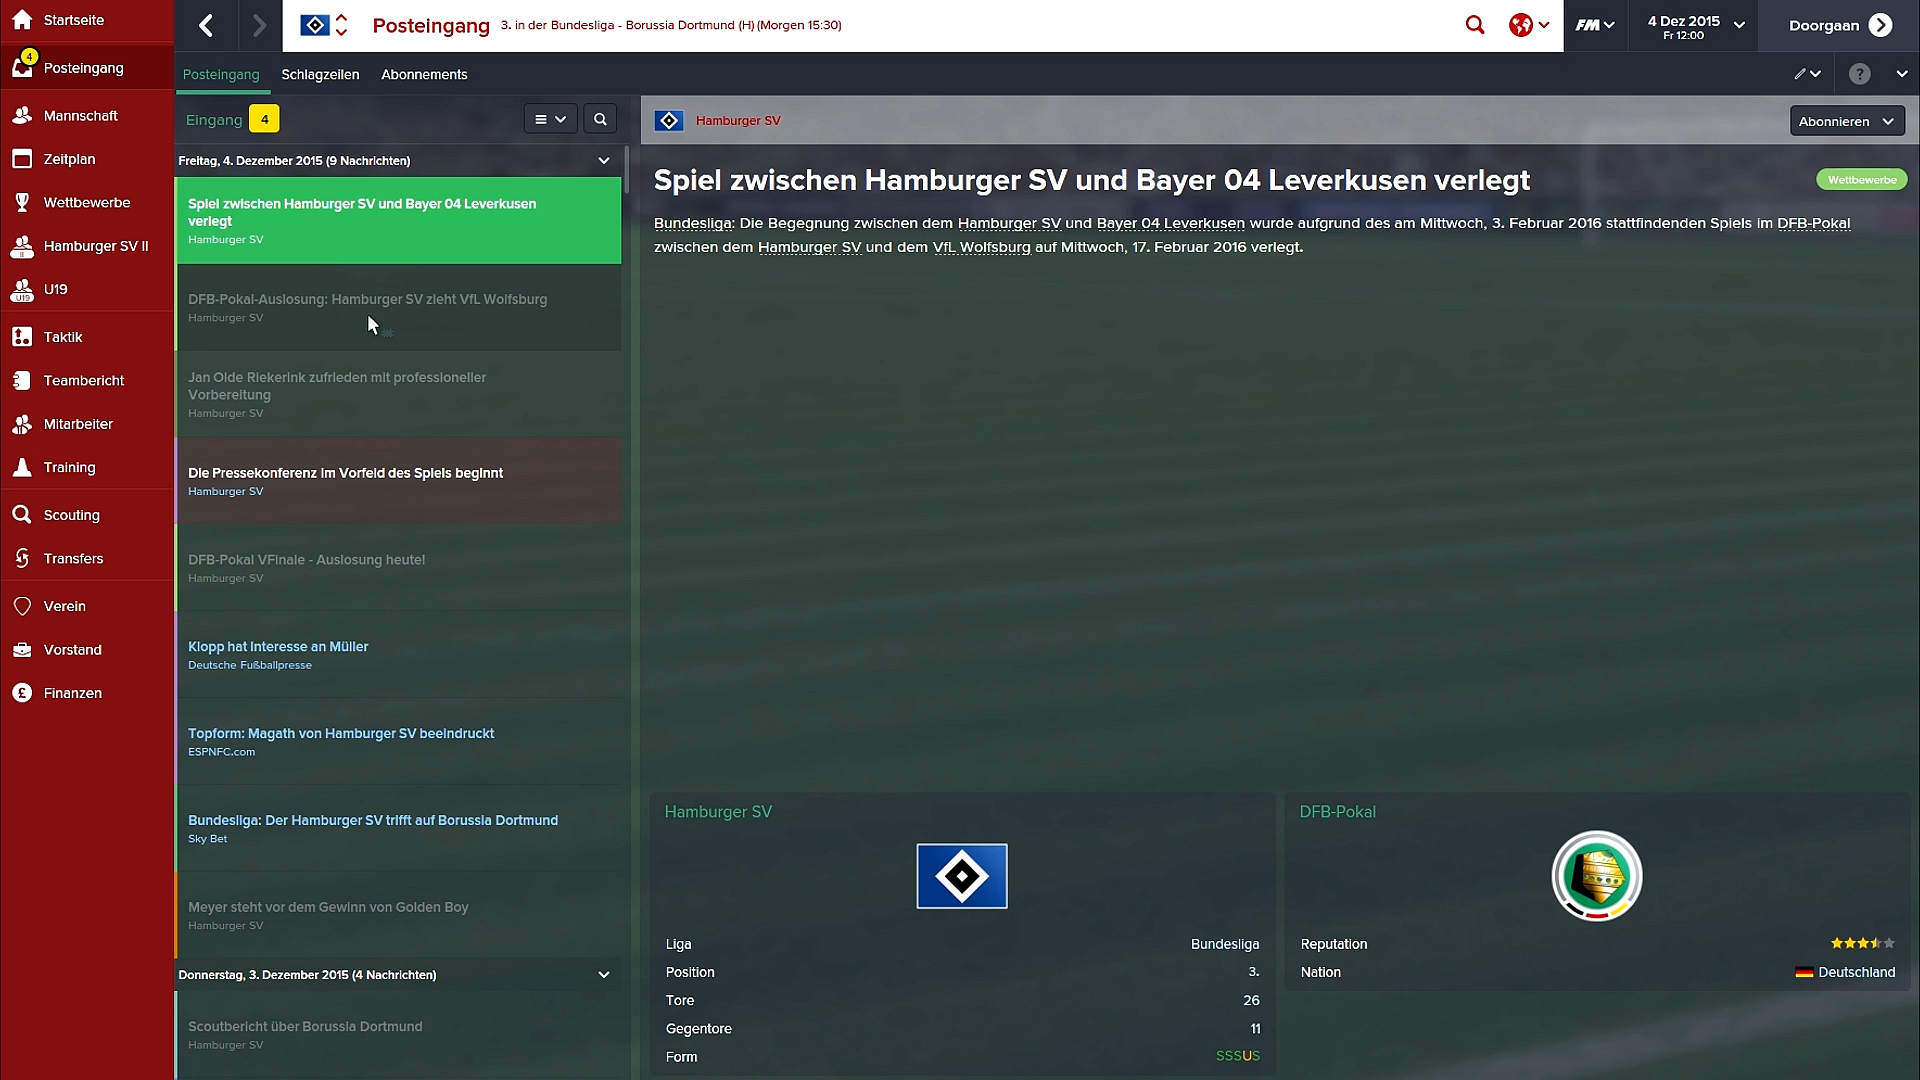 Startseite
4
Posteingang
Mannschaft
Zeitplan
Wettbewerbe
Hamburger SV II
U19
U19
Taktik
Teambericht
Mitarbeiter
Training
Scouting
Transfers
Verein
Vorstand
Finanzen
Posteingang
3. in der Bundesliga - Borussia Dortmund (H) (Morgen 15:30)
FM
4 Dez 2015
Fr 12:00
Doorgaan
Posteingang
Schlagzeilen
Abonnements
?
Eingang 4
Freitag, 4. Dezember 2015 (9 Nachrichten)
Spiel zwischen Hamburger SV und Bayer 04 Leverkusen
verlegt
Hamburger SV
DFB-Pokal-Auslosung: Hamburger SV zieht VfL Wolfsburg
Hamburger SV
Jan Olde Riekerink zufrieden mit professioneller
Vorbereitung
Hamburger SV
Die Pressekonferenz im Vorfeld des Spiels beginnt
Hamburger SV
DFB-Pokal VFinale - Auslosung heute!
Hamburger SV
Klopp hat Interesse an Müller
Deutsche Fußballpresse
Topform: Magath von Hamburger SV beeindruckt
ESPNFC.com
Bundesliga: Der Hamburger SV trifft auf Borussia Dortmund
Sky Bet
Meyer steht vor dem Gewinn von Golden Boy
Hamburger SV
Donnerstag, 3. Dezember 2015 (4 Nachrichten)
Scoutbericht über Borussia Dortmund
Hamburger SV
Hamburger SV
Abonnieren
Spiel zwischen Hamburger SV und Bayer 04 Leverkusen verlegt
Wettbewerbe
Bundesliga: Die Begegnung zwischen dem Hamburger SV und Bayer 04 Leverkusen wurde aufgrund des am Mittwoch, 3. Februar 2016 stattfindenden Spiels im DFB-Pokal
zwischen dem Hamburger SV und dem VfL Wolfsburg auf Mittwoch, 17. Februar 2016 verlegt.
Hamburger SV
Liga Bundesliga
Position 3.
Tore 26
Gegentore 11
Form SSSUS
DFB-Pokal
Reputation
Nation Deutschland